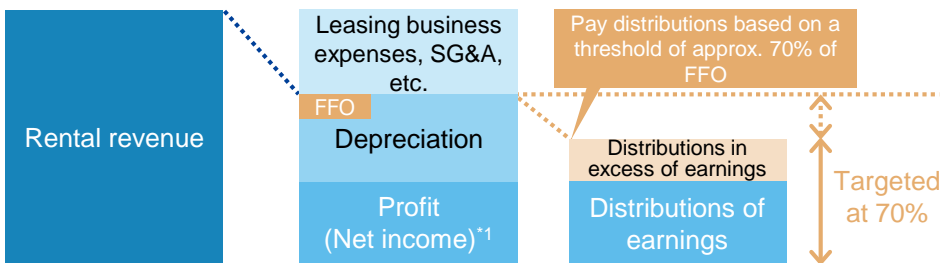 Rental revenue
Leasing business
expenses, SG&A,
etc.
FFO
Depreciation
Profit
(Net income)*1
Pay distributions based on a
threshold of approx. 70% of
FFO
Distributions in
excess of earnings
Distributions of
earnings
Targeted
at 70%